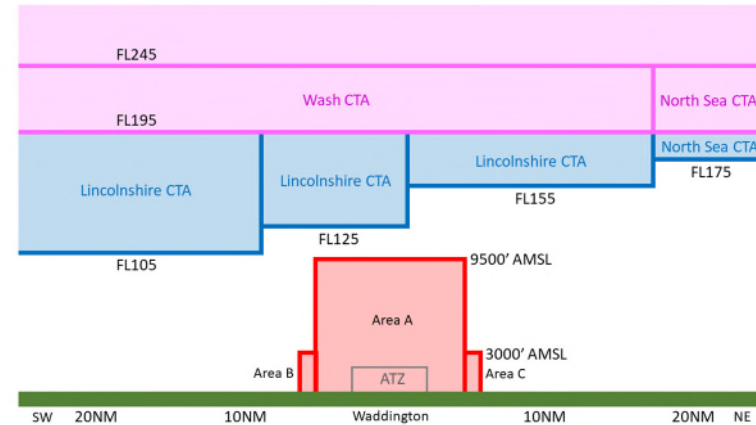 FL245
Wash CTA
North Sea CTA
FL195
North Sea CTA
Lincolnshire CTA
Lincolnshire CTA
Lincolnshire CTA
FL175
FL155
FL125
FL105
9500' AMSL
Area A
3000' AMSL
Area B
ATZ
Area C
SW 20NM 10NM Waddington 10NM 20NM NE